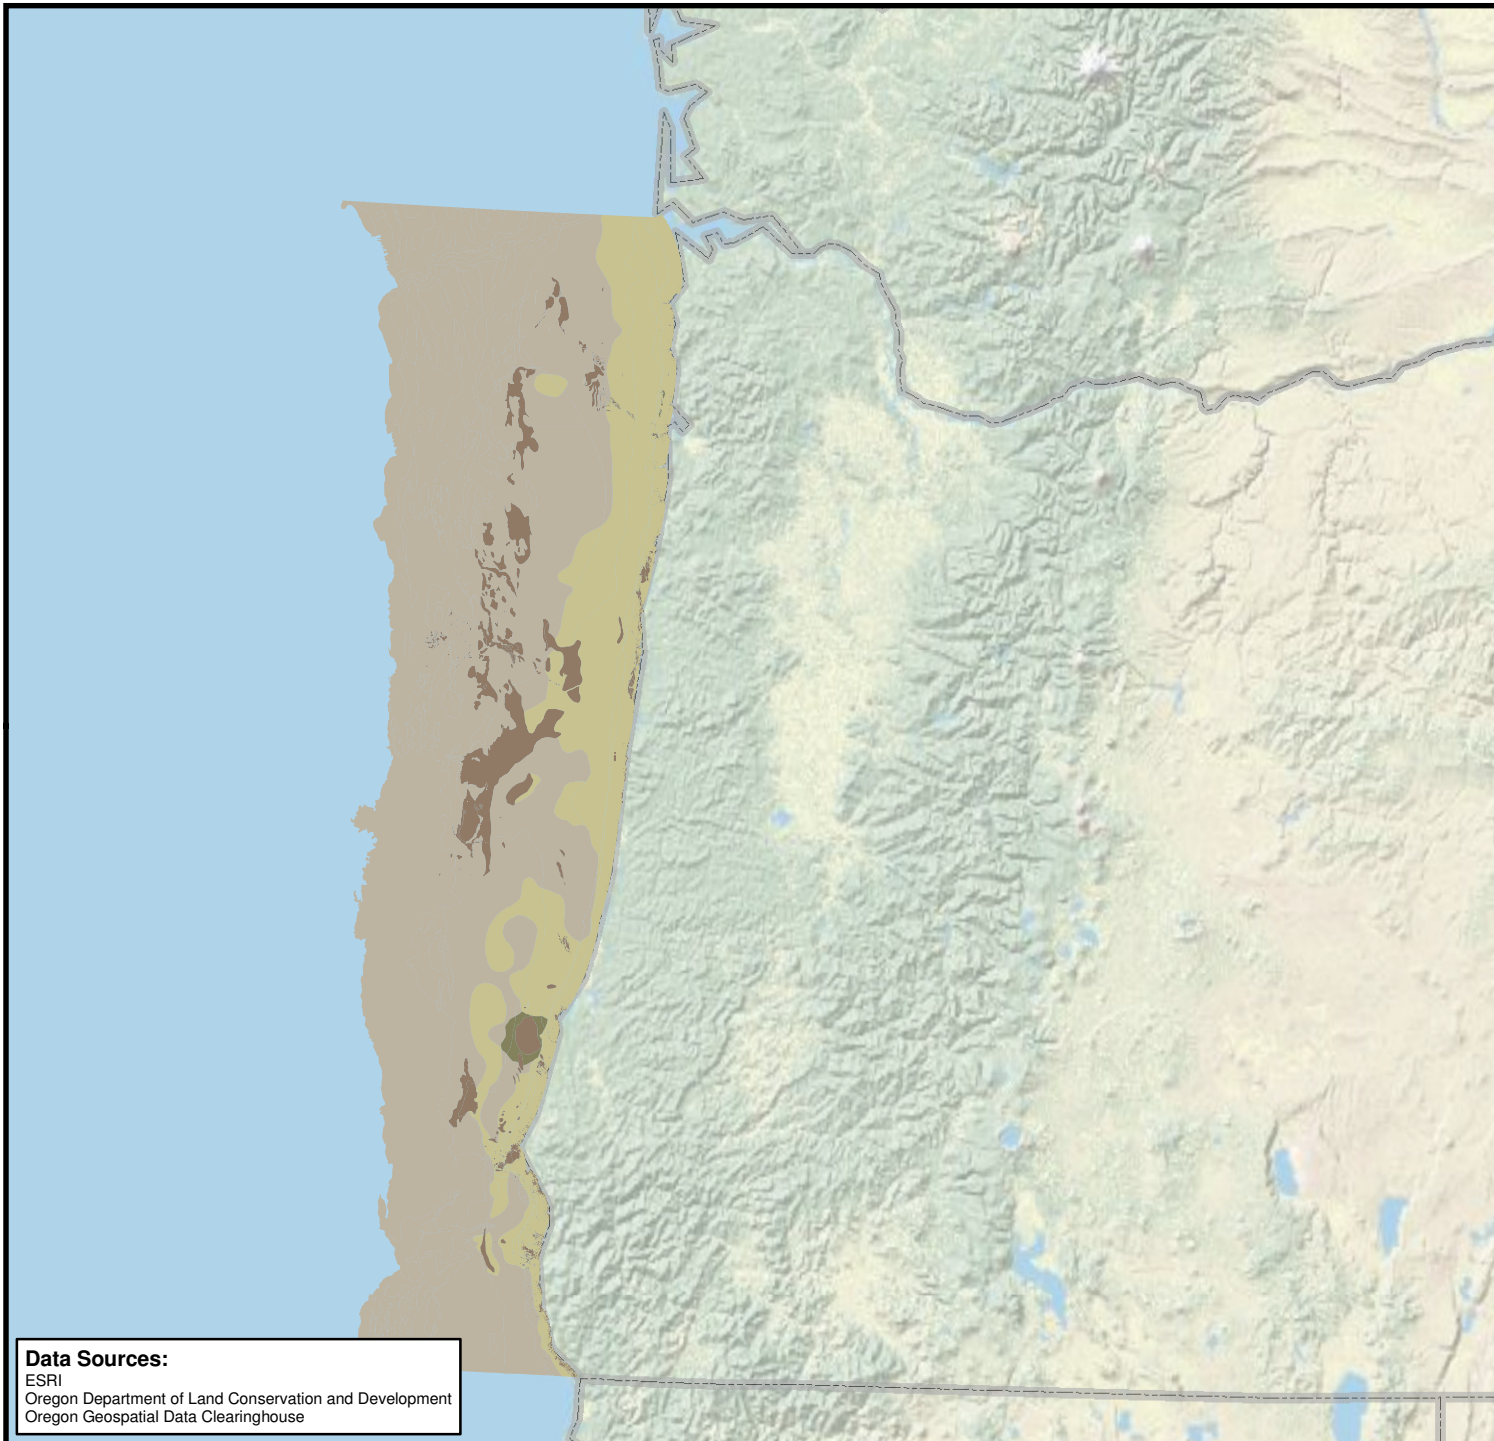 Data Sources:
ESRI
Oregon Department of Land Conservation and Development
Oregon Geospatial Data Clearinghouse